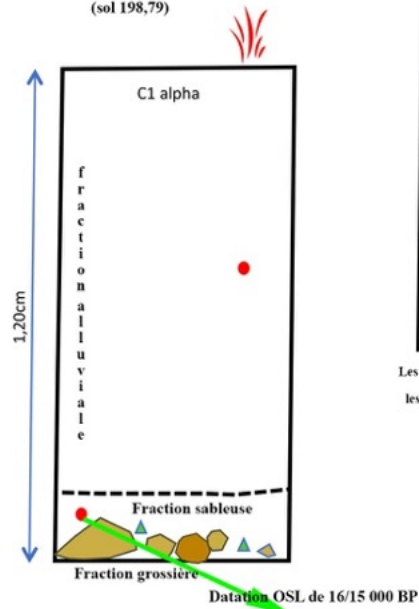 (sol 198,79)
C1 alpha
fraction alluviale
1,20cm
Les
les
Fraction sableuse
Fraction grossière
Datation OSL de 16/15 000 BP